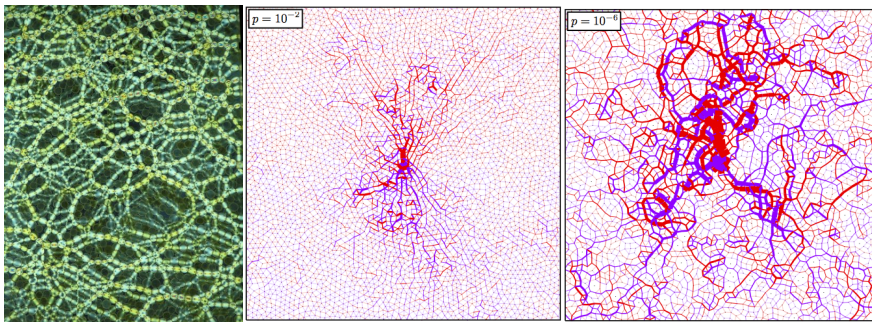 p = 10⁻²
p = 10⁻⁶